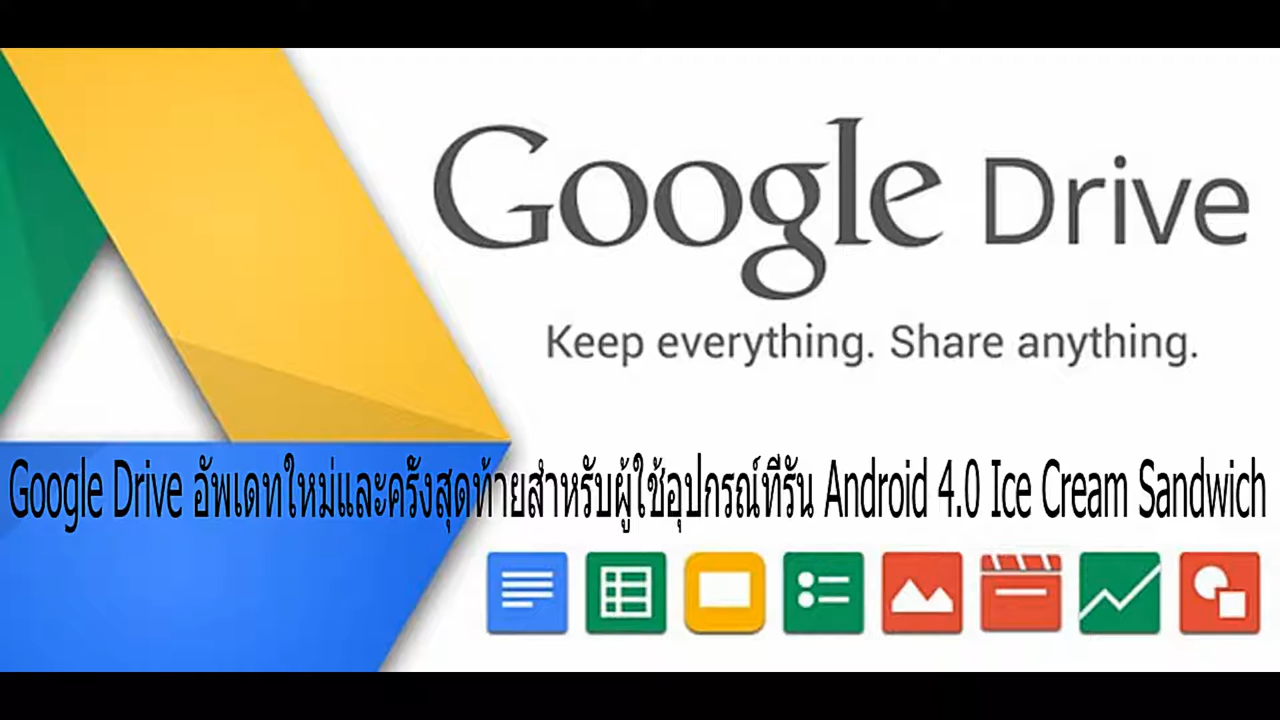 Google Drive
Keep everything. Share anything.
Google Drive อัพเดทใหม่และครั้งสุดท้ายสำหรับผู้ใช้อุปกรณ์ที่รัน Android 4.0 Ice Cream Sandwich